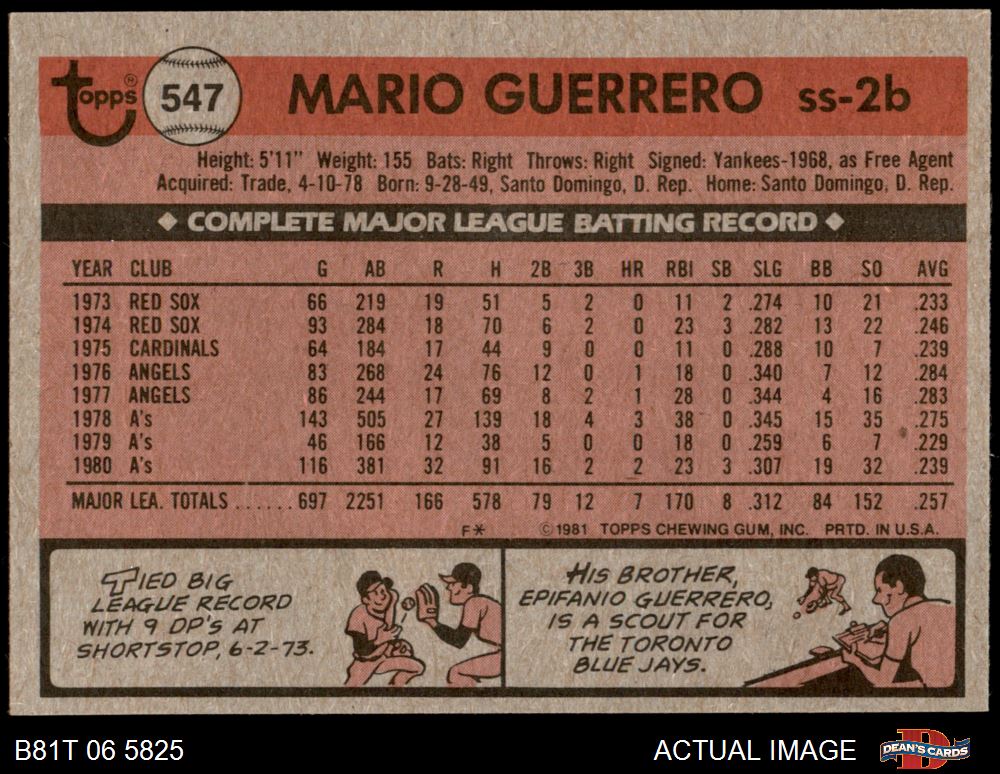 topps® 547 MARIO GUERRERO ss-2b
Height: 5'11" Weight: 155 Bats: Right Throws: Right Signed: Yankees-1968, as Free Agent
Acquired: Trade, 4-10-78 Born: 9-28-49, Santo Domingo, D. Rep. Home: Santo Domingo, D. Rep.
◆ COMPLETE MAJOR LEAGUE BATTING RECORD ◆
YEAR CLUB G AB R H 2B 3B HR RBI SB SLG BB SO AVG
1973 RED SOX 66 219 19 51 5 2 0 11 2 .274 10 21 .233
1974 RED SOX 93 284 18 70 6 2 0 23 3 .282 13 22 .246
1975 CARDINALS 64 184 17 44 9 0 0 11 0 .288 10 7 .239
1976 ANGELS 83 268 24 76 12 0 1 18 0 .340 7 12 .284
1977 ANGELS 86 244 17 69 8 2 1 28 0 .344 4 16 .283
1978 A's 143 505 27 139 18 4 3 38 0 .345 15 35 .275
1979 A's 46 166 12 38 5 0 0 18 0 .259 6 7 .229
1980 A's 116 381 32 91 16 2 2 23 3 .307 19 32 .239
MAJOR LEA. TOTALS ...... 697 2251 166 578 79 12 7 170 8 .312 84 152 .257
F* ©1981 TOPPS CHEWING GUM, INC. PRTD. IN U.S.A.
TIED BIG
LEAGUE RECORD
WITH 9 DP'S AT
SHORTSTOP, 6-2-73.
HIS BROTHER,
EPIFANIO GUERRERO,
IS A SCOUT FOR
THE TORONTO
BLUE JAYS.
B81T 06 5825 ACTUAL IMAGE DEAN'S CARDS